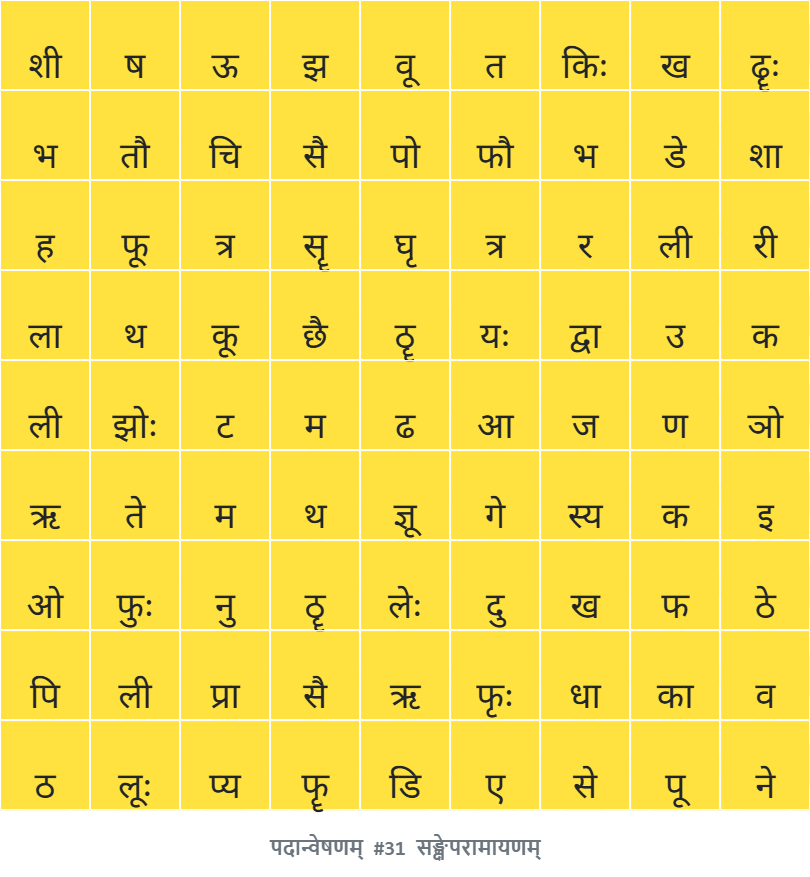 शी ष ऊ झ वू त किः ख ढॄः
भ तौ चि सै पो फौ भ डे शा
ह फू त्र सॄ घृ त्र र ली री
ला थ कू छै ठॄ यः द्वा उ क
ली झोः ट म ढ आ ज ण ञो
ऋ ते म थ ज्ञू गे स्य क इ
ओ फुः नु ठॄ लेः दु ख फ ठे
पि ली प्रा सै ऋ फृः धा का व
ठ लूः प्य फॄ डि ए से पू ने
पदान्वेषणम् #31 सङ्क्षेपरामायणम्